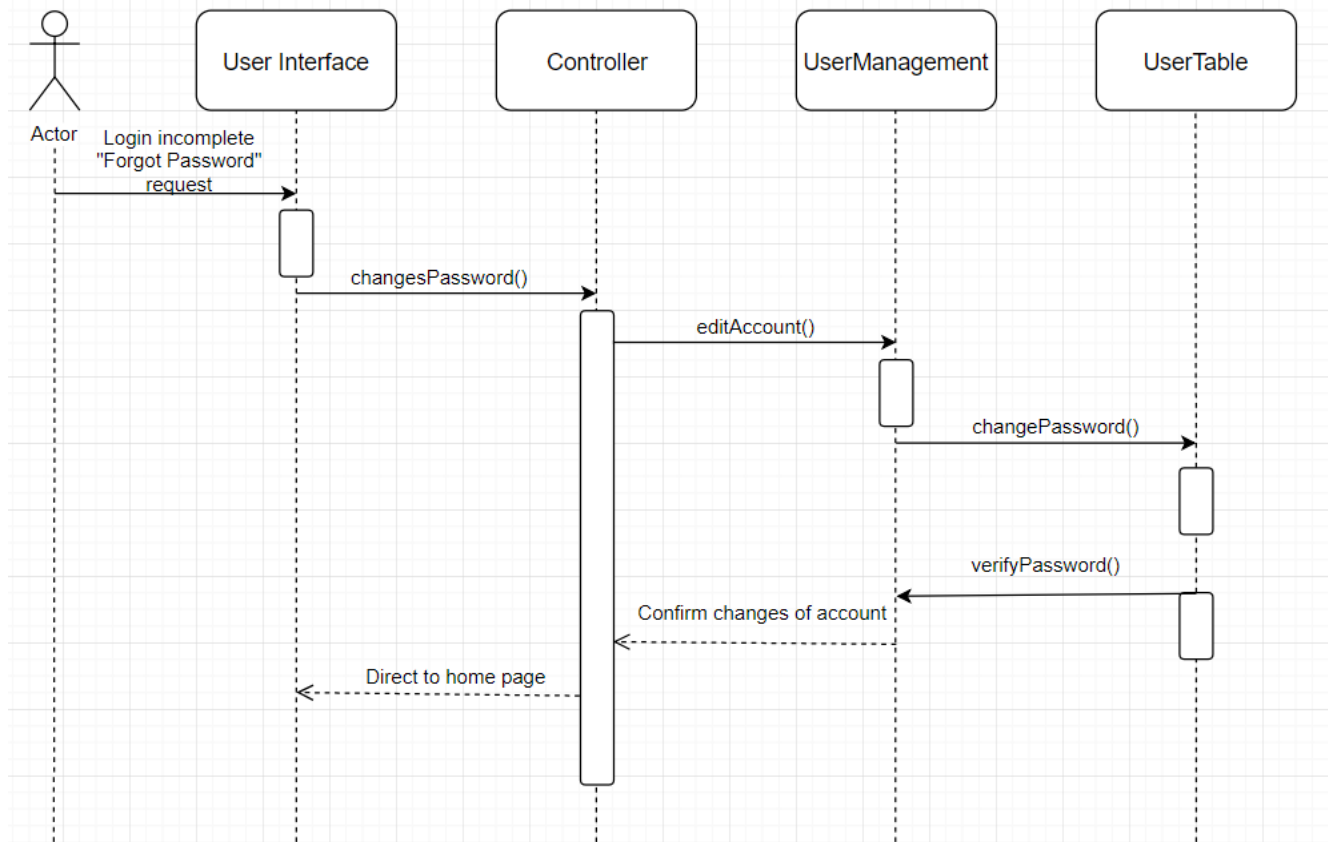 User Interface
Controller
UserManagement
UserTable
Actor
Login incomplete
"Forgot Password"
request
changesPassword()
editAccount()
changePassword()
verifyPassword()
Confirm changes of account
Direct to home page